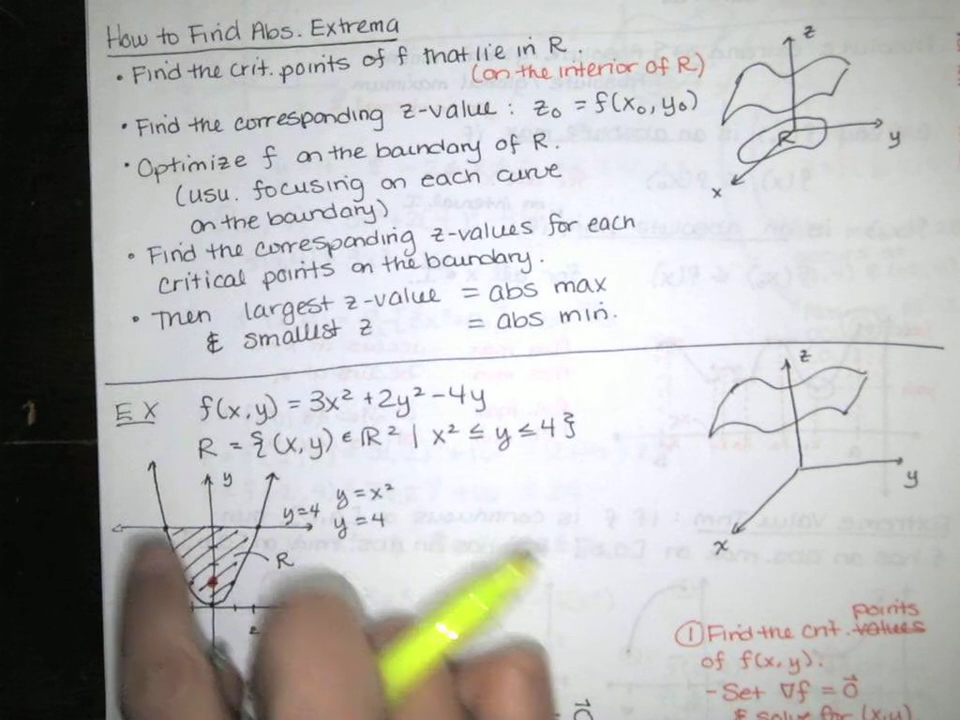 How to Find Abs. Extrema
• Find the crit. points of f that lie in R.
(on the interior of R)
• Find the corresponding z-value : z₀ = f(x₀, y₀)
• Optimize f on the boundary of R.
(usu. focusing on each curve
on the boundary)
• Find the corresponding z-values for each
critical points on the boundary.
• Then largest z-value = abs max
& smallest z = abs min.
z
R
y
x
EX f(x,y) = 3x² + 2y² - 4y
R = {(x,y) ∈ ℝ² | x² ≤ y ≤ 4}
y
y = x²
y=4
y = 4
R
2
z
y
x
① Find the crit. points values
of f(x,y).
- Set ∇f = 0⃗
& solve for (x,y)